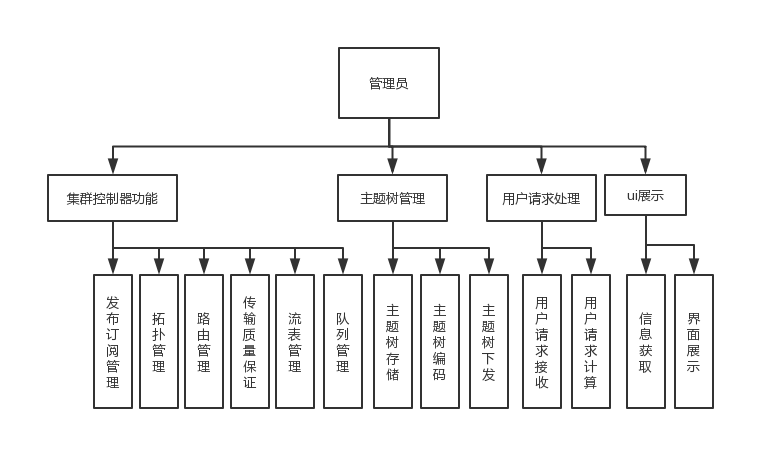 管理员
集群控制器功能
主题树管理
用户请求处理
ui展示
发布订阅管理
拓扑管理
路由管理
传输质量保证
流表管理
队列管理
主题树存储
主题树编码
主题树下发
用户请求接收
用户请求计算
信息获取
界面展示